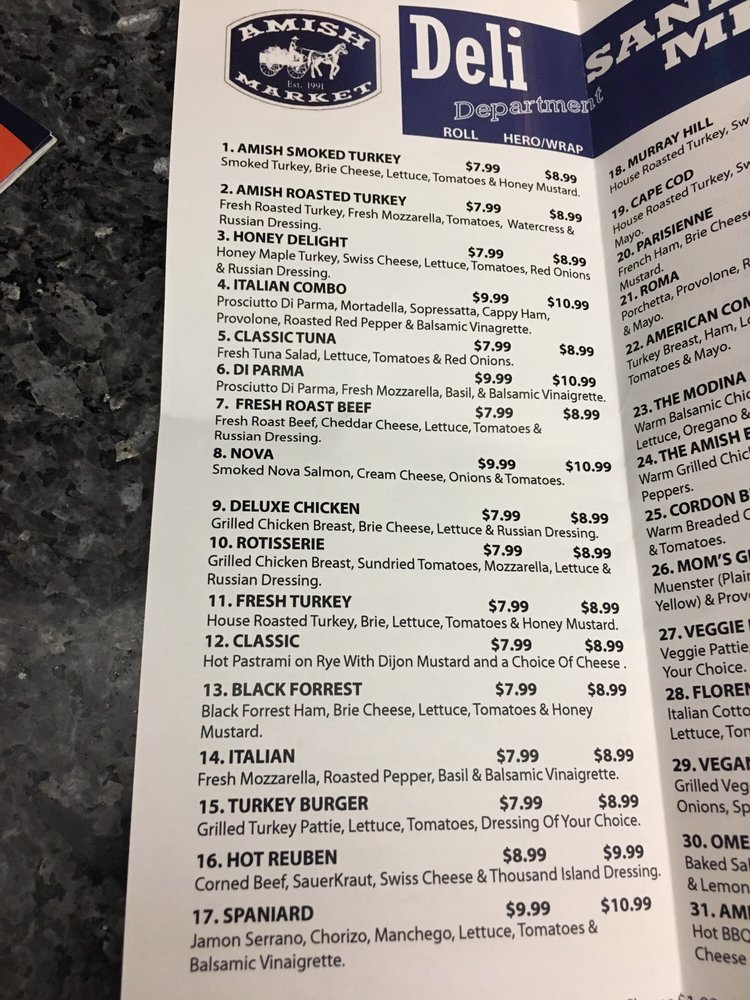 AMISH
Est. 1991
MARKET
Deli
Department
ROLL HERO/WRAP
1. AMISH SMOKED TURKEY $7.99 $8.99
Smoked Turkey, Brie Cheese, Lettuce, Tomatoes & Honey Mustard.
2. AMISH ROASTED TURKEY $7.99 $8.99
Fresh Roasted Turkey, Fresh Mozzarella, Tomatoes, Watercress &
Russian Dressing.
3. HONEY DELIGHT $7.99 $8.99
Honey Maple Turkey, Swiss Cheese, Lettuce, Tomatoes, Red Onions
& Russian Dressing.
4. ITALIAN COMBO $9.99 $10.99
Prosciutto Di Parma, Mortadella, Sopressatta, Cappy Ham,
Provolone, Roasted Red Pepper & Balsamic Vinagrette.
5. CLASSIC TUNA $7.99 $8.99
Fresh Tuna Salad, Lettuce, Tomatoes & Red Onions.
6. DI PARMA $9.99 $10.99
Prosciutto Di Parma, Fresh Mozzarella, Basil, & Balsamic Vinaigrette.
7. FRESH ROAST BEEF $7.99 $8.99
Fresh Roast Beef, Cheddar Cheese, Lettuce, Tomatoes &
Russian Dressing.
8. NOVA $9.99 $10.99
Smoked Nova Salmon, Cream Cheese, Onions & Tomatoes.
9. DELUXE CHICKEN $7.99 $8.99
Grilled Chicken Breast, Brie Cheese, Lettuce & Russian Dressing.
10. ROTISSERIE $7.99 $8.99
Grilled Chicken Breast, Sundried Tomatoes, Mozzarella, Lettuce &
Russian Dressing.
11. FRESH TURKEY $7.99 $8.99
House Roasted Turkey, Brie, Lettuce, Tomatoes & Honey Mustard.
12. CLASSIC $7.99 $8.99
Hot Pastrami on Rye With Dijon Mustard and a Choice Of Cheese .
13. BLACK FORREST $7.99 $8.99
Black Forrest Ham, Brie Cheese, Lettuce, Tomatoes & Honey
Mustard.
14. ITALIAN $7.99 $8.99
Fresh Mozzarella, Roasted Pepper, Basil & Balsamic Vinaigrette.
15. TURKEY BURGER $7.99 $8.99
Grilled Turkey Pattie, Lettuce, Tomatoes, Dressing Of Your Choice.
16. HOT REUBEN $8.99 $9.99
Corned Beef, SauerKraut, Swiss Cheese & Thousand Island Dressing.
17. SPANIARD $9.99 $10.99
Jamon Serrano, Chorizo, Manchego, Lettuce, Tomatoes &
Balsamic Vinaigrette.
18. MURRAY HILL
House Roasted Turkey,
19. CAPE COD
House Roasted Turkey,
Mayo.
20. PARISIENNE
French Ham, Brie Cheese
Mustard.
21. ROMA
Porchetta, Provolone,
& Mayo.
22. AMERICAN
Turkey Breast, Ham,
Tomatoes & Mayo.
23. THE MODINA
Warm Balsamic
Lettuce, Oregano &
24. THE AMISH
Warm Grilled
Peppers.
25. CORDON
Warm Breaded
& Tomatoes.
26. MOM'S
Muenster
Yellow) &
27. VEGGIE
Veggie Pattie,
Your Choice.
28.
Italian
Lettuce,
29.
Grilled
Onions,
30.
Baked
& Lemon
31.
Hot BBQ
Cheese